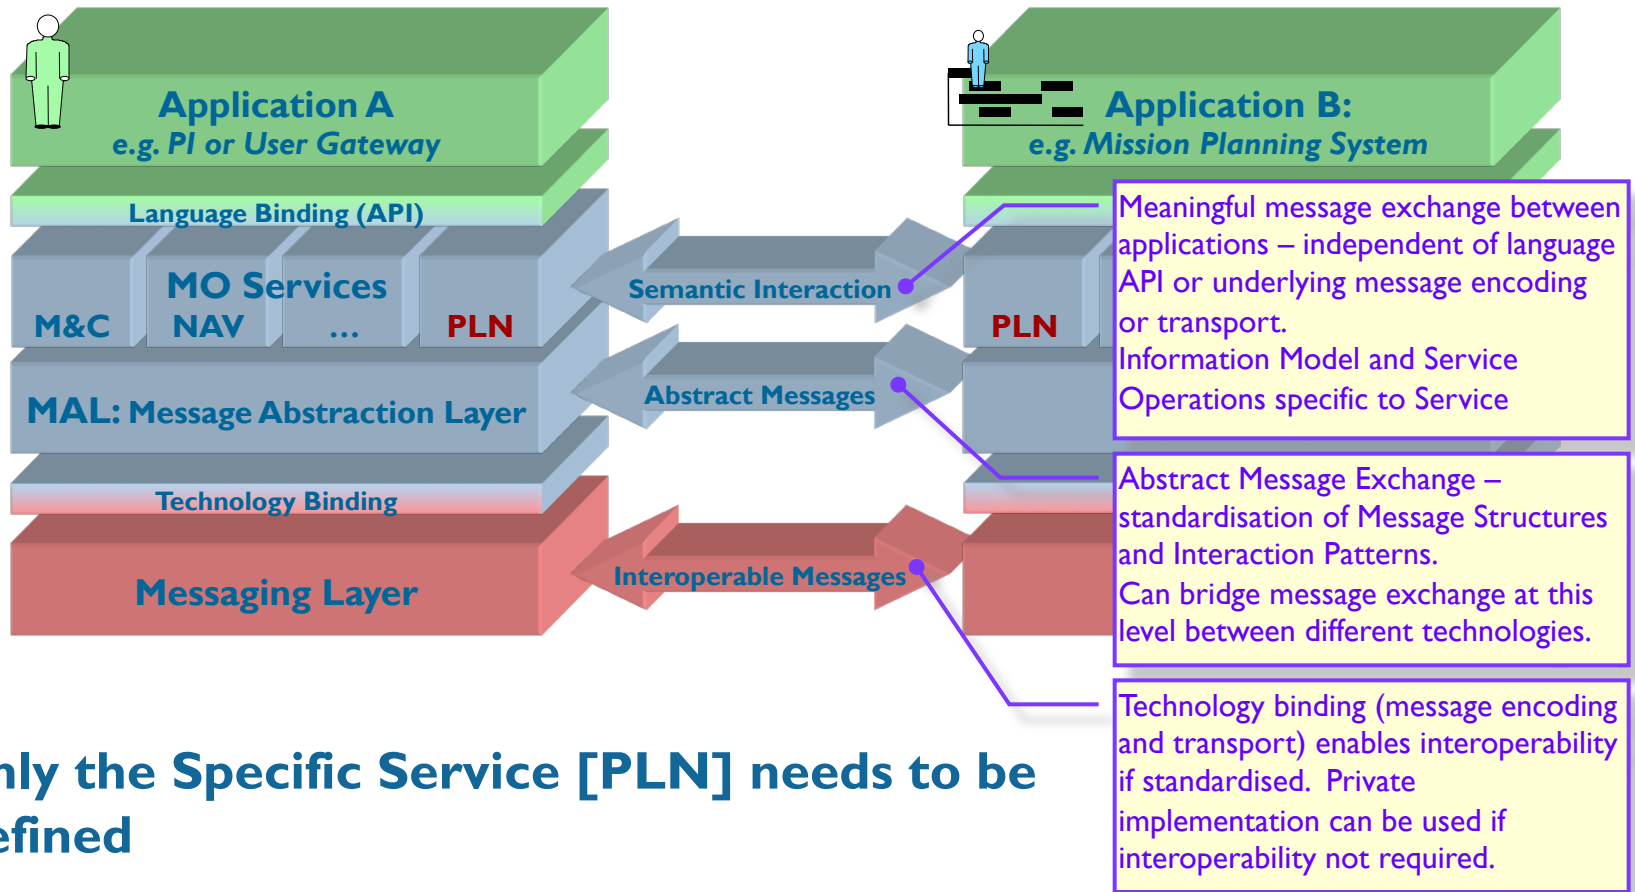 Application A
e.g. PI or User Gateway
Language Binding (API)
MO Services
M&C
NAV
...
PLN
MAL: Message Abstraction Layer
Technology Binding
Messaging Layer
Semantic Interaction
Abstract Messages
Interoperable Messages
Application B:
e.g. Mission Planning System
PLN
Meaningful message exchange between
applications – independent of language
API or underlying message encoding
or transport.
Information Model and Service
Operations specific to Service
Abstract Message Exchange –
standardisation of Message Structures
and Interaction Patterns.
Can bridge message exchange at this
level between different technologies.
Technology binding (message encoding
and transport) enables interoperability
if standardised. Private
implementation can be used if
interoperability not required.
nly the Specific Service [PLN] needs to be
efined